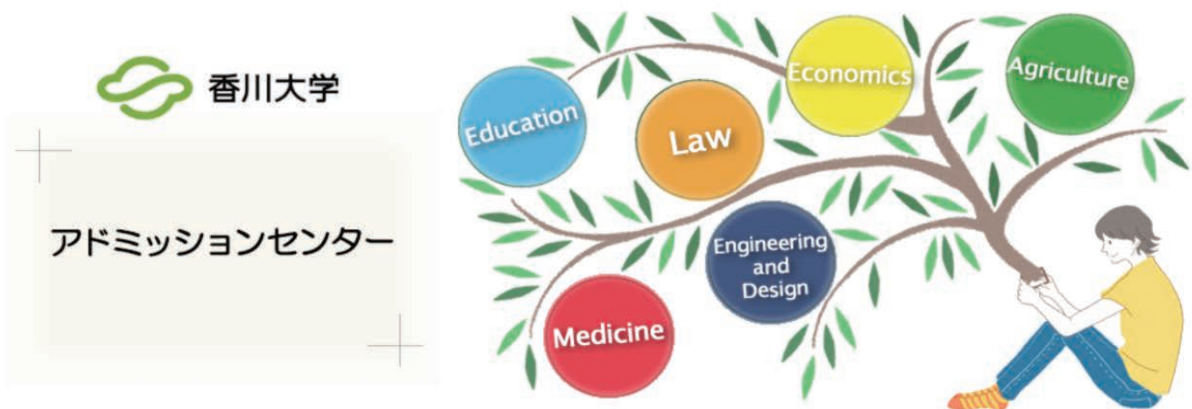 香川大学
アドミッションセンター
Education
Law
Economics
Agriculture
Engineering
and
Design
Medicine